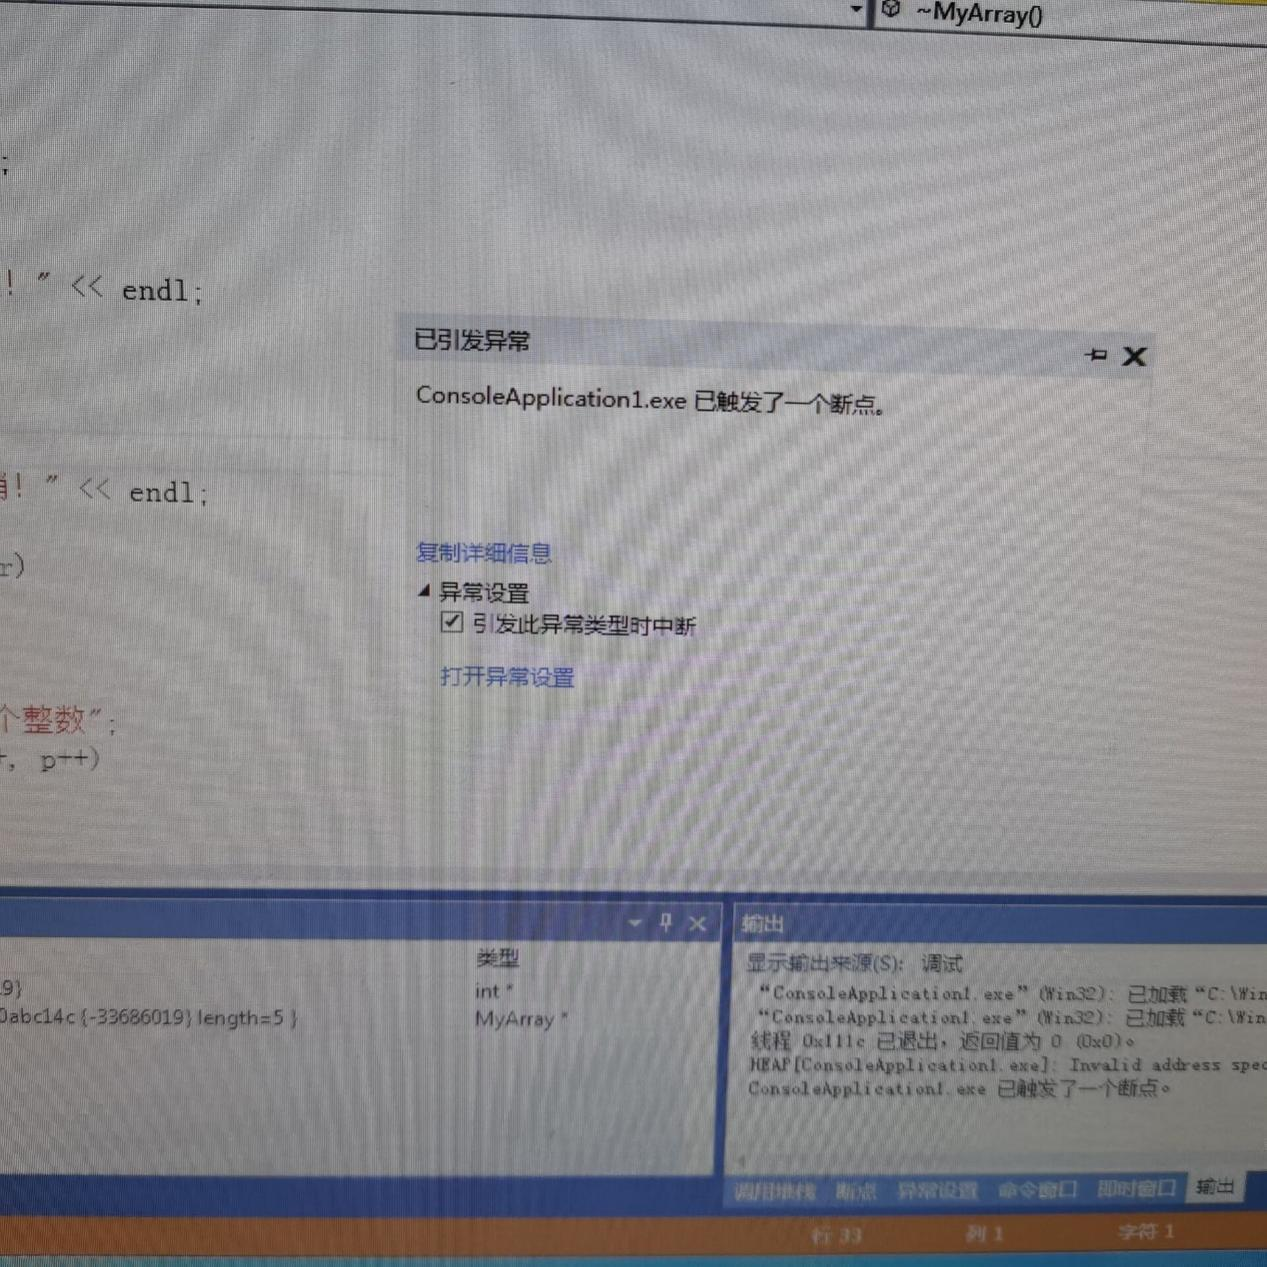 ~MyArray()
;
! " << endl;
已引发异常
ConsoleApplication1.exe 已触发了一个断点。
! " << endl;
复制详细信息
r)
异常设置
引发此异常类型时中断
打开异常设置
个整数";
, p++)
输出
类型
显示输出来源(S): 调试
9}
int *
"ConsoleApplication1.exe" (Win32): 已加载 "C:\Win
0abc14c {-33686019} length=5 }
MyArray *
"ConsoleApplication1.exe" (Win32): 已加载 "C:\Win
线程 0x111c 已退出，返回值为 0 (0x0)。
HEAP[ConsoleApplication1.exe]: Invalid address spec
ConsoleApplication1.exe 已触发了一个断点。
调用堆栈 断点 异常设置 命令窗口 即时窗口 输出
行 33 列 1 字符 1